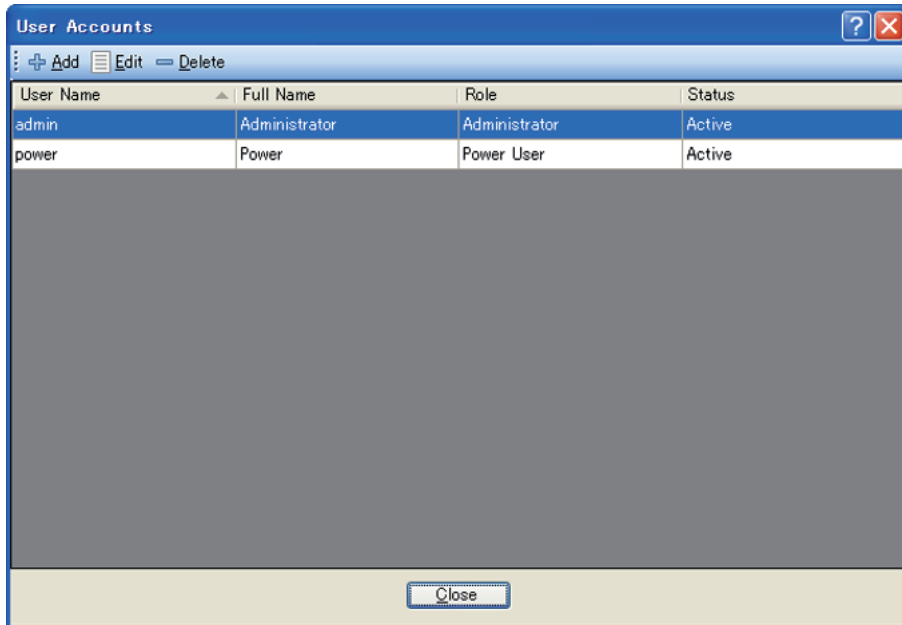 User Accounts
Add Edit Delete
User Name Full Name Role Status
admin Administrator Administrator Active
power Power Power User Active
Close